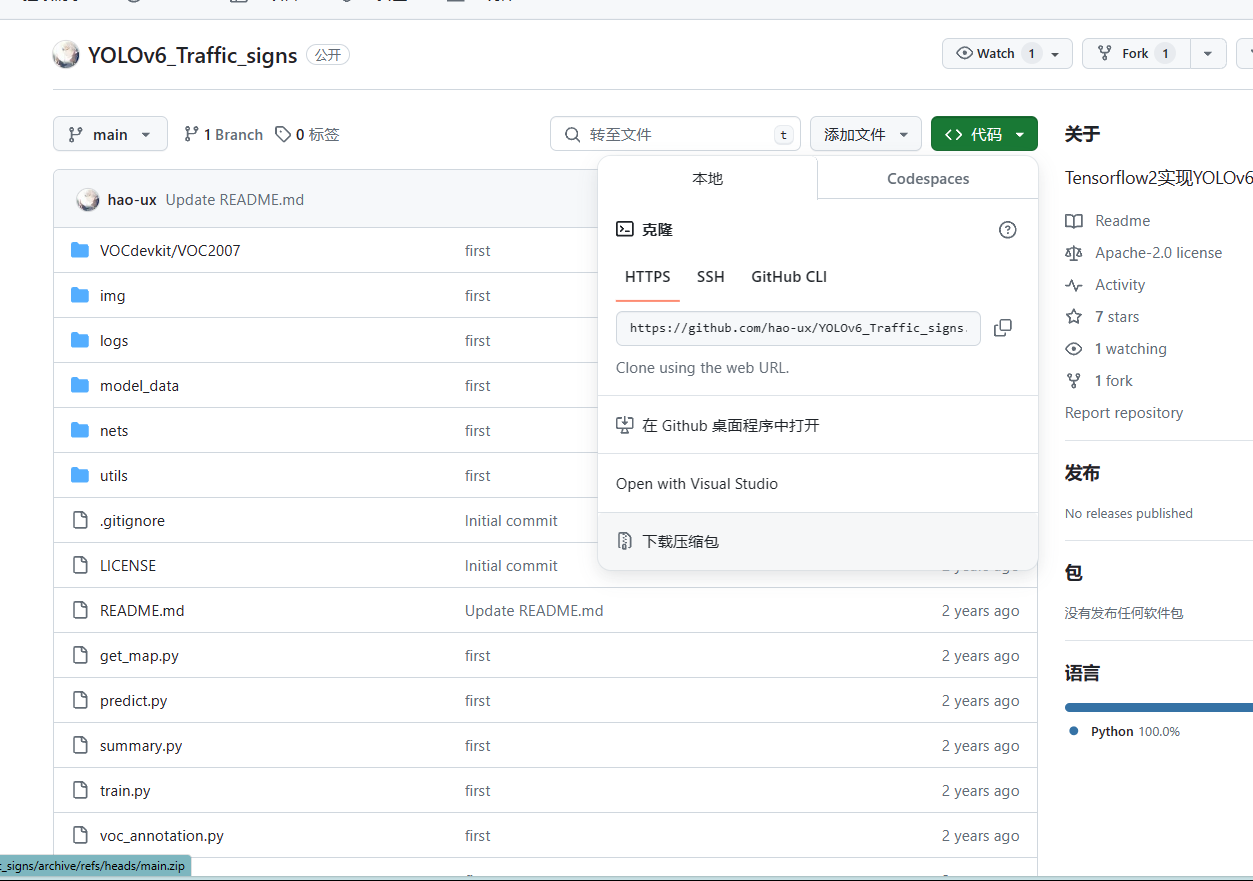 YOLOv6_Traffic_signs 公开
Watch 1
Fork 1
main
1 Branch
0 标签
转至文件 t
添加文件
代码
本地
Codespaces
克隆
HTTPS
SSH
GitHub CLI
https://github.com/hao-ux/YOLOv6_Traffic_signs.
Clone using the web URL.
在 Github 桌面程序中打开
Open with Visual Studio
下载压缩包
hao-ux Update README.md
VOCdevkit/VOC2007 first
img first
logs first
model_data first
nets first
utils first
.gitignore Initial commit
LICENSE Initial commit
README.md Update README.md 2 years ago
get_map.py first 2 years ago
predict.py first 2 years ago
summary.py first 2 years ago
train.py first 2 years ago
voc_annotation.py first 2 years ago
_signs/archive/refs/heads/main.zip
关于
Tensorflow2实现YOLOv6
Readme
Apache-2.0 license
Activity
7 stars
1 watching
1 fork
Report repository
发布
No releases published
包
没有发布任何软件包
语言
Python 100.0%